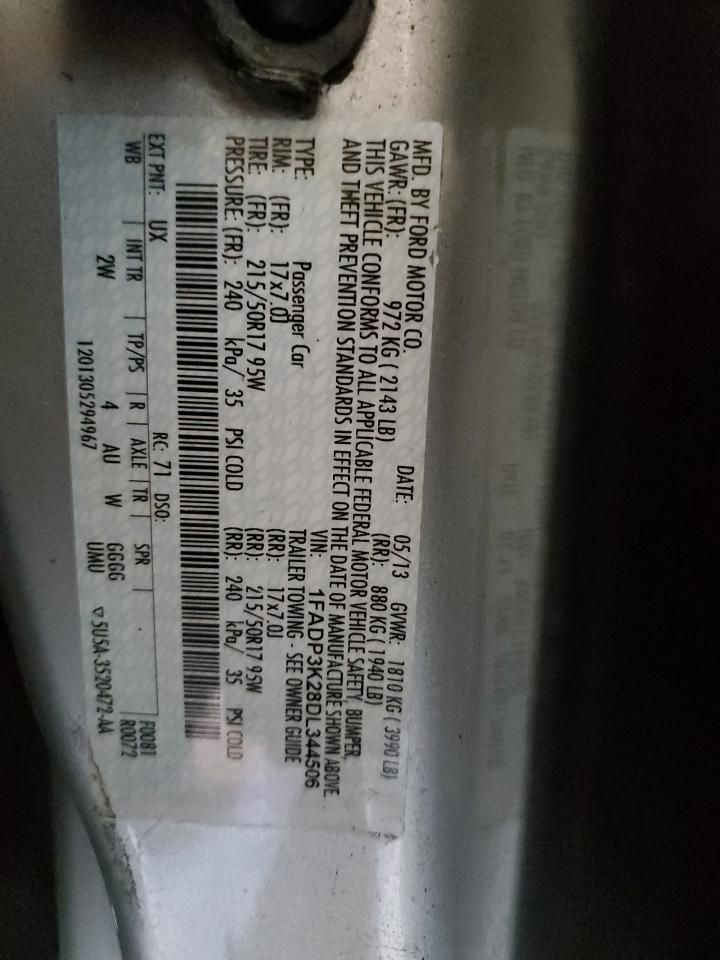 MFD. BY FORD MOTOR CO. DATE: 05/13 GVWR: 1810 KG ( 3990 LB)
GAWR: (FR): 972 KG ( 2143 LB) (RR): 880 KG ( 1940 LB)
THIS VEHICLE CONFORMS TO ALL APPLICABLE FEDERAL MOTOR VEHICLE SAFETY, BUMPER,
AND THEFT PREVENTION STANDARDS IN EFFECT ON THE DATE OF MANUFACTURE SHOWN ABOVE.
VIN: 1FADP3K28DL344506
TYPE: Passenger Car TRAILER TOWING - SEE OWNER GUIDE
RIM: (FR): 17x7.0J (RR): 17x7.0J
TIRE: (FR): 215/50R17 95W (RR): 215/50R17 95W
PRESSURE: (FR): 240 kPa/ 35 PSI COLD (RR): 240 kPa/ 35 PSI COLD
EXT PNT: UX RC: 71 DSO: F0081
WB INT TR TP/PS R AXLE TR SPR R0072
2W 4 AU W GGGG
UMU
1201305294967 ▽5U5A-3520472-AA